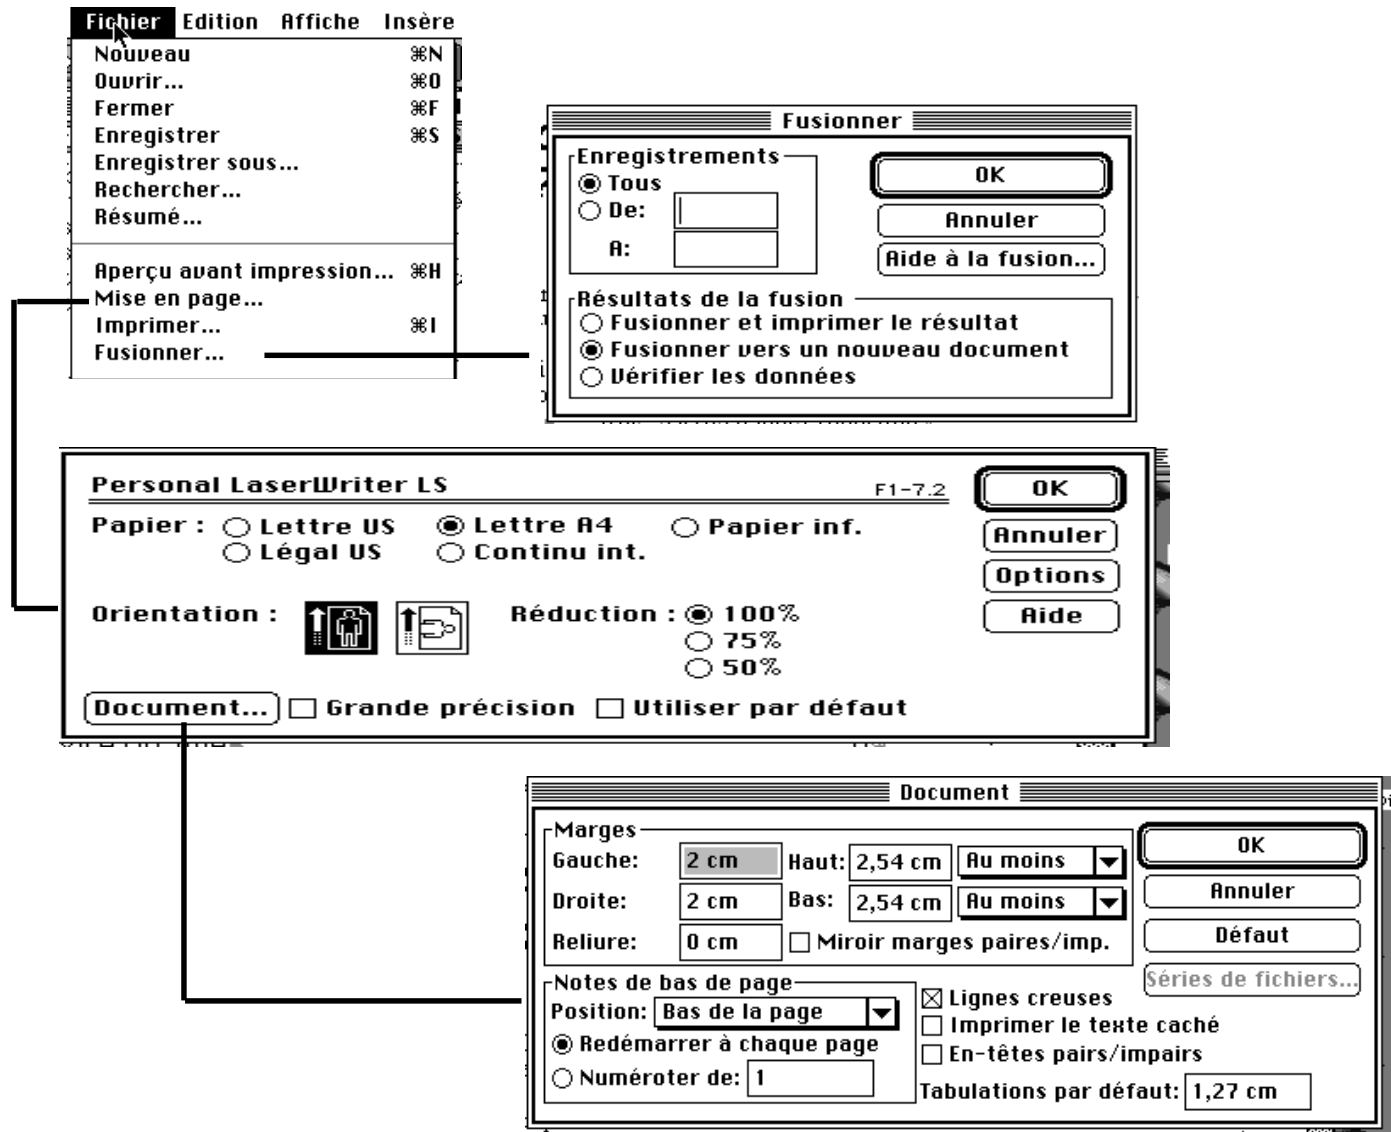 Fichier Edition Affiche Insère
Nouveau ⌘N
Ouvrir... ⌘O
Fermer ⌘F
Enregistrer ⌘S
Enregistrer sous...
Rechercher...
Résumé...
Aperçu avant impression... ⌘H
Mise en page...
Imprimer... ⌘I
Fusionner...
Fusionner
Enregistrements
Tous
De:
A:
OK
Annuler
Aide à la fusion...
Résultats de la fusion
Fusionner et imprimer le résultat
Fusionner vers un nouveau document
Vérifier les données
Personal LaserWriter LS F1-7.2
Papier : Lettre US Lettre A4 Papier inf.
Légal US Continu int.
Orientation : Réduction : 100%
75%
50%
OK
Annuler
Options
Aide
Document... Grande précision Utiliser par défaut
Document
Marges
Gauche: 2 cm Haut: 2,54 cm Au moins
Droite: 2 cm Bas: 2,54 cm Au moins
Reliure: 0 cm Miroir marges paires/imp.
OK
Annuler
Défaut
Séries de fichiers...
Notes de bas de page
Position: Bas de la page
Redémarrer à chaque page
Numéroter de: 1
Lignes creuses
Imprimer le texte caché
En-têtes pairs/impairs
Tabulations par défaut: 1,27 cm